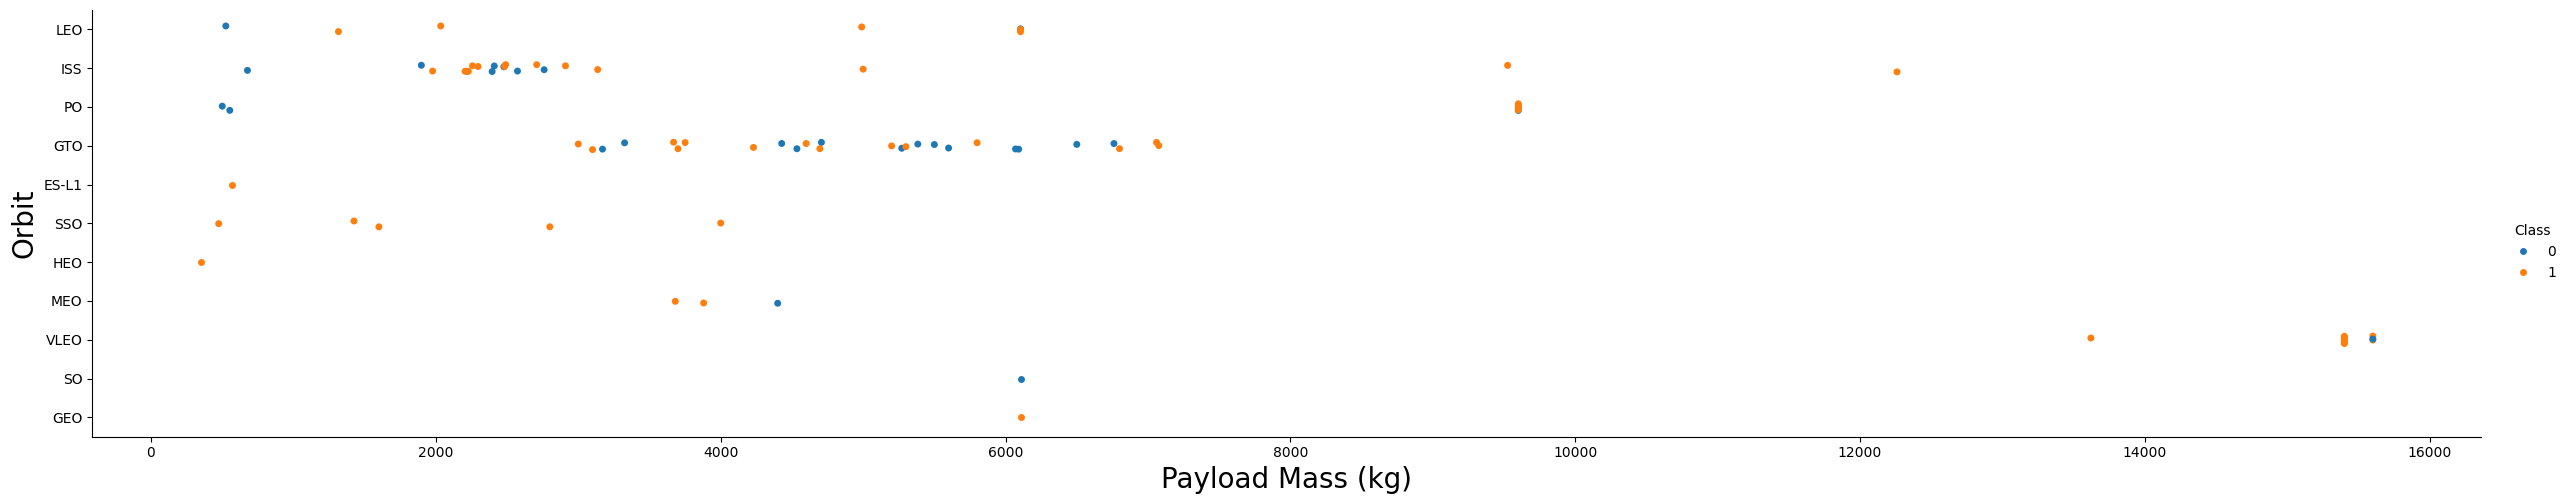 Orbit
LEO
ISS
PO
GTO
ES-L1
SSO
HEO
MEO
VLEO
SO
GEO
0 2000 4000 6000 8000 10000 12000 14000 16000
Payload Mass (kg)
Class
0
1